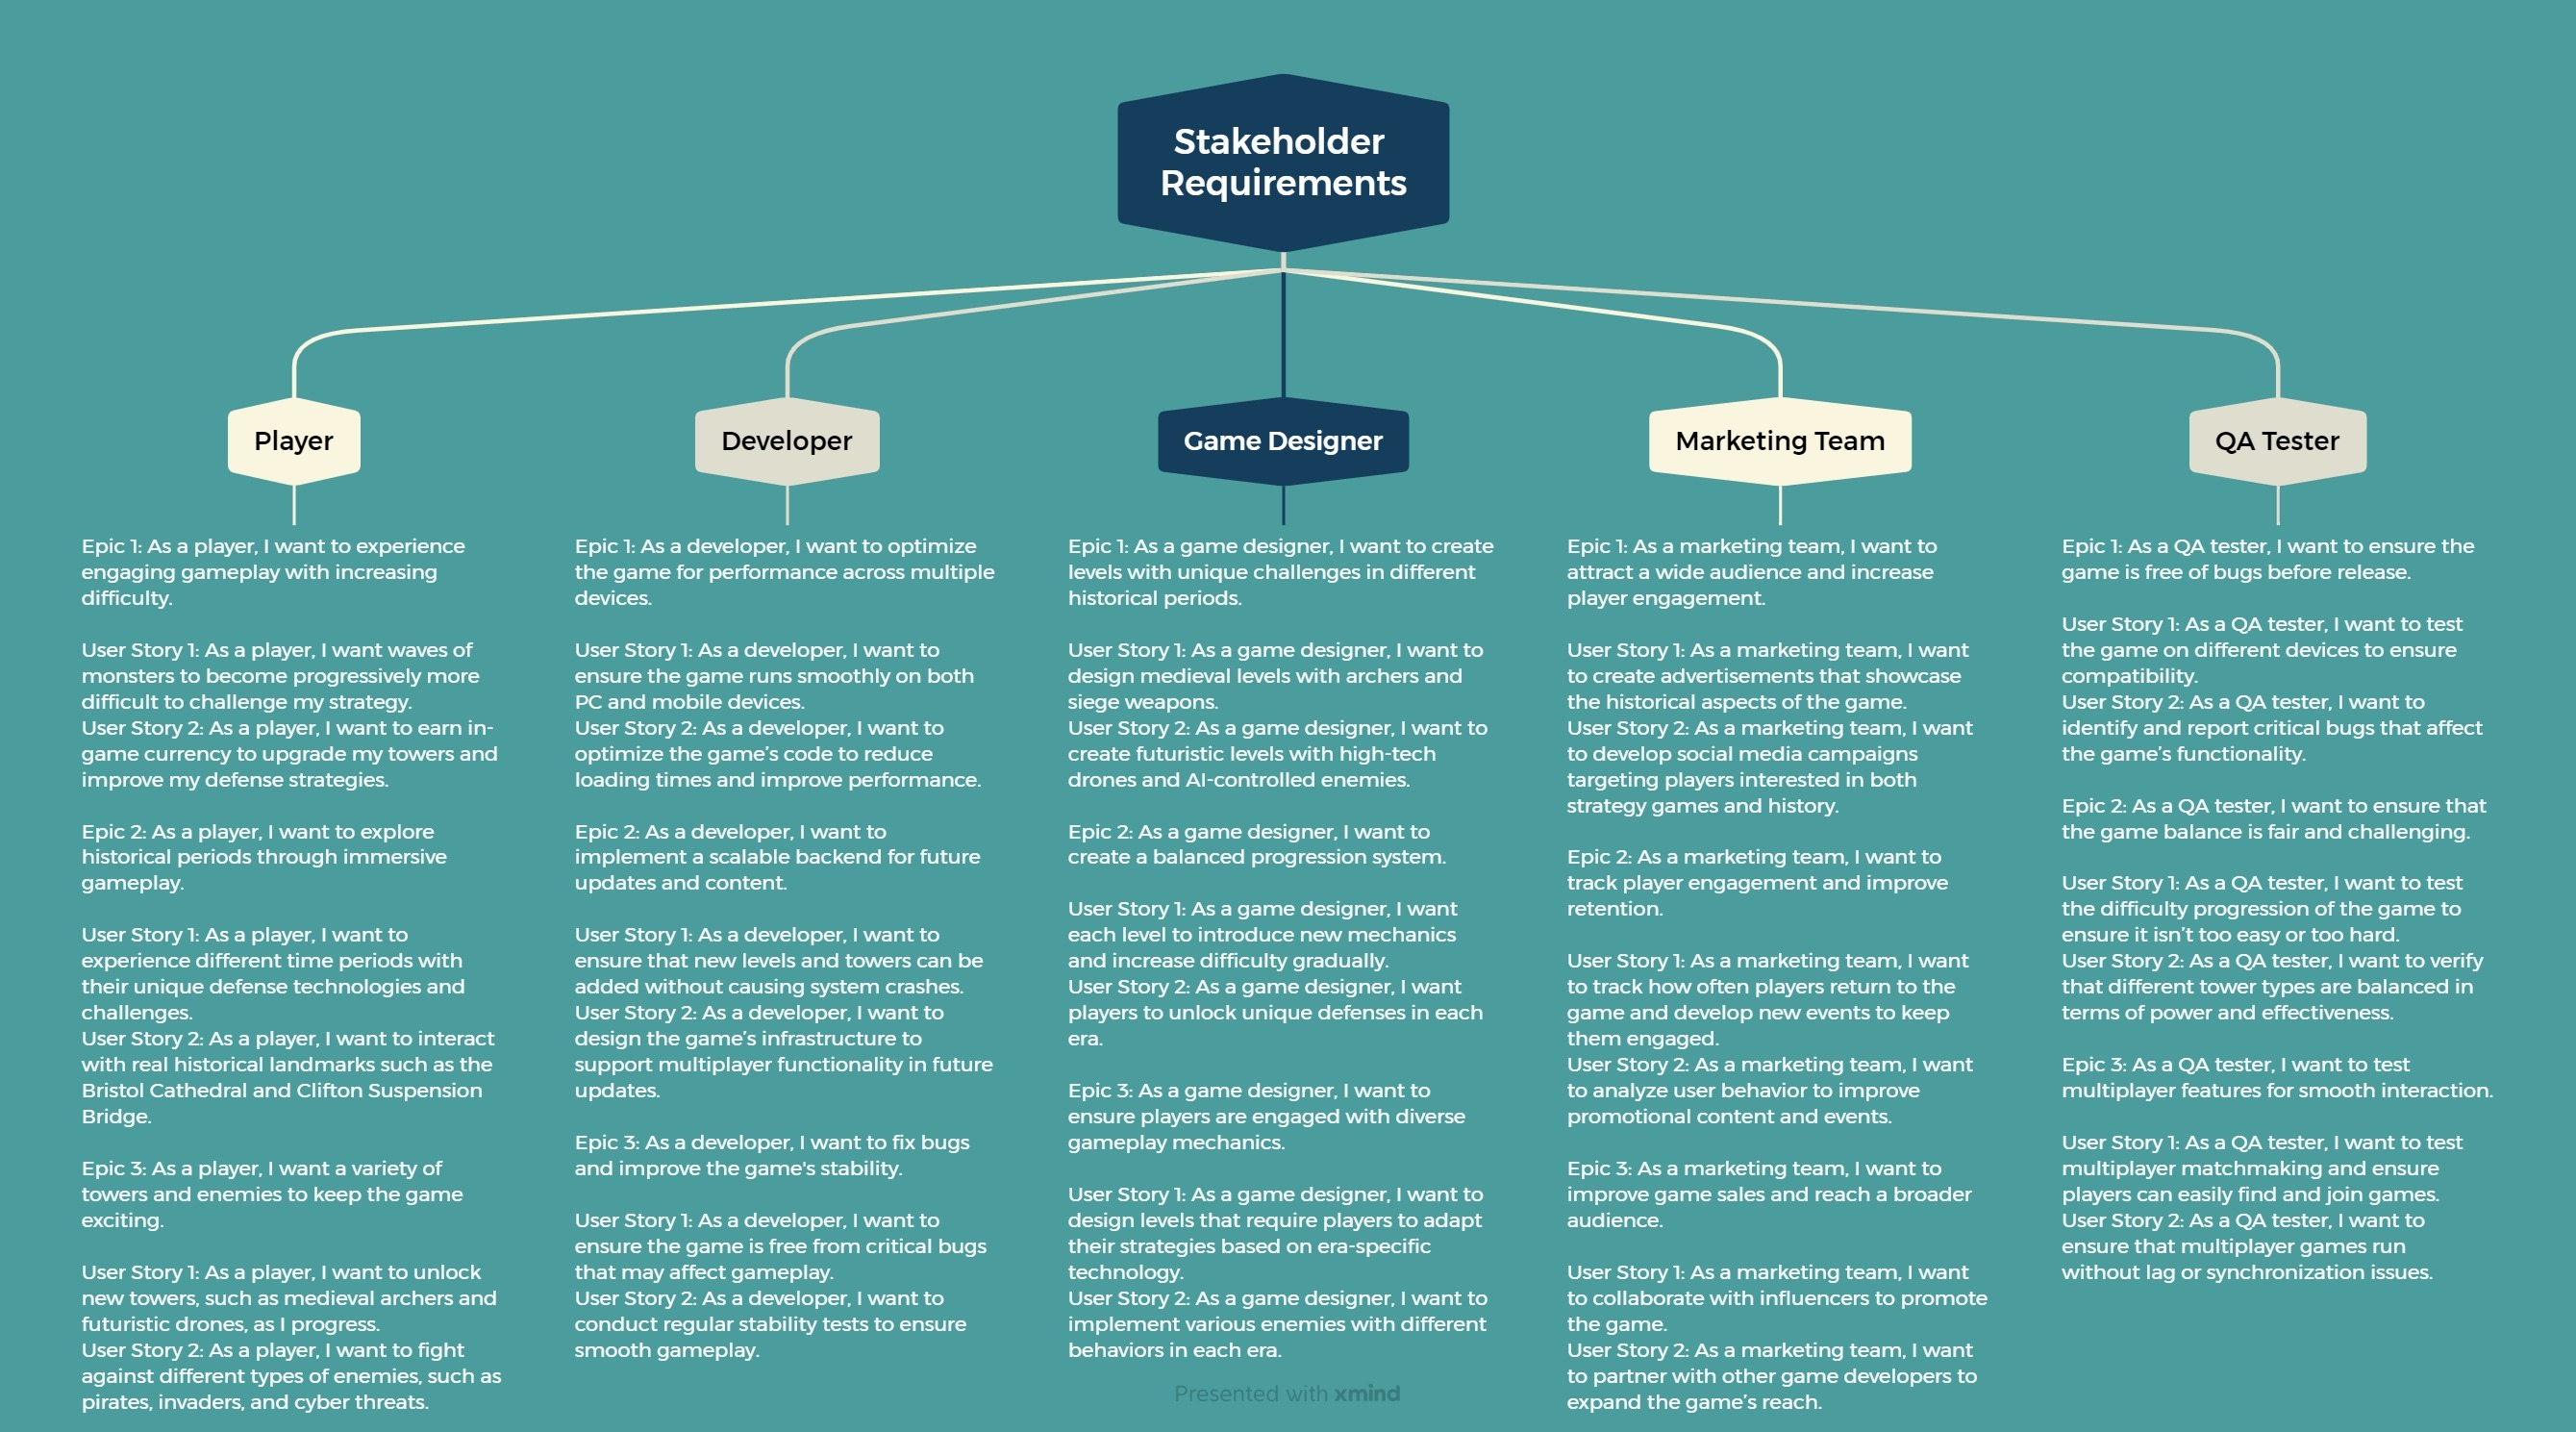 Stakeholder
Requirements
Player
Epic 1: As a player, I want to experience
engaging gameplay with increasing
difficulty.
User Story 1: As a player, I want waves of
monsters to become progressively more
difficult to challenge my strategy.
User Story 2: As a player, I want to earn in-
game currency to upgrade my towers and
improve my defense strategies.
Epic 2: As a player, I want to explore
historical periods through immersive
gameplay.
User Story 1: As a player, I want to
experience different time periods with
their unique defense technologies and
challenges.
User Story 2: As a player, I want to interact
with real historical landmarks such as the
Bristol Cathedral and Clifton Suspension
Bridge.
Epic 3: As a player, I want a variety of
towers and enemies to keep the game
exciting.
User Story 1: As a player, I want to unlock
new towers, such as medieval archers and
futuristic drones, as I progress.
User Story 2: As a player, I want to fight
against different types of enemies, such as
pirates, invaders, and cyber threats.
Developer
Epic 1: As a developer, I want to optimize
the game for performance across multiple
devices.
User Story 1: As a developer, I want to
ensure the game runs smoothly on both
PC and mobile devices.
User Story 2: As a developer, I want to
optimize the game’s code to reduce
loading times and improve performance.
Epic 2: As a developer, I want to
implement a scalable backend for future
updates and content.
User Story 1: As a developer, I want to
ensure that new levels and towers can be
added without causing system crashes.
User Story 2: As a developer, I want to
design the game’s infrastructure to
support multiplayer functionality in future
updates.
Epic 3: As a developer, I want to fix bugs
and improve the game's stability.
User Story 1: As a developer, I want to
ensure the game is free from critical bugs
that may affect gameplay.
User Story 2: As a developer, I want to
conduct regular stability tests to ensure
smooth gameplay.
Game Designer
Epic 1: As a game designer, I want to create
levels with unique challenges in different
historical periods.
User Story 1: As a game designer, I want to
design medieval levels with archers and
siege weapons.
User Story 2: As a game designer, I want to
create futuristic levels with high-tech
drones and AI-controlled enemies.
Epic 2: As a game designer, I want to
create a balanced progression system.
User Story 1: As a game designer, I want
each level to introduce new mechanics
and increase difficulty gradually.
User Story 2: As a game designer, I want
players to unlock unique defenses in each
era.
Epic 3: As a game designer, I want to
ensure players are engaged with diverse
gameplay mechanics.
User Story 1: As a game designer, I want to
design levels that require players to adapt
their strategies based on era-specific
technology.
User Story 2: As a game designer, I want to
implement various enemies with different
behaviors in each era.
Marketing Team
Epic 1: As a marketing team, I want to
attract a wide audience and increase
player engagement.
User Story 1: As a marketing team, I want
to create advertisements that showcase
the historical aspects of the game.
User Story 2: As a marketing team, I want
to develop social media campaigns
targeting players interested in both
strategy games and history.
Epic 2: As a marketing team, I want to
track player engagement and improve
retention.
User Story 1: As a marketing team, I want
to track how often players return to the
game and develop new events to keep
them engaged.
User Story 2: As a marketing team, I want
to analyze user behavior to improve
promotional content and events.
Epic 3: As a marketing team, I want to
improve game sales and reach a broader
audience.
User Story 1: As a marketing team, I want
to collaborate with influencers to promote
the game.
User Story 2: As a marketing team, I want
to partner with other game developers to
expand the game’s reach.
QA Tester
Epic 1: As a QA tester, I want to ensure the
game is free of bugs before release.
User Story 1: As a QA tester, I want to test
the game on different devices to ensure
compatibility.
User Story 2: As a QA tester, I want to
identify and report critical bugs that affect
the game’s functionality.
Epic 2: As a QA tester, I want to ensure that
the game balance is fair and challenging.
User Story 1: As a QA tester, I want to test
the difficulty progression of the game to
ensure it isn’t too easy or too hard.
User Story 2: As a QA tester, I want to verify
that different tower types are balanced in
terms of power and effectiveness.
Epic 3: As a QA tester, I want to test
multiplayer features for smooth interaction.
User Story 1: As a QA tester, I want to test
multiplayer matchmaking and ensure
players can easily find and join games.
User Story 2: As a QA tester, I want to
ensure that multiplayer games run
without lag or synchronization issues.
Presented with xmind